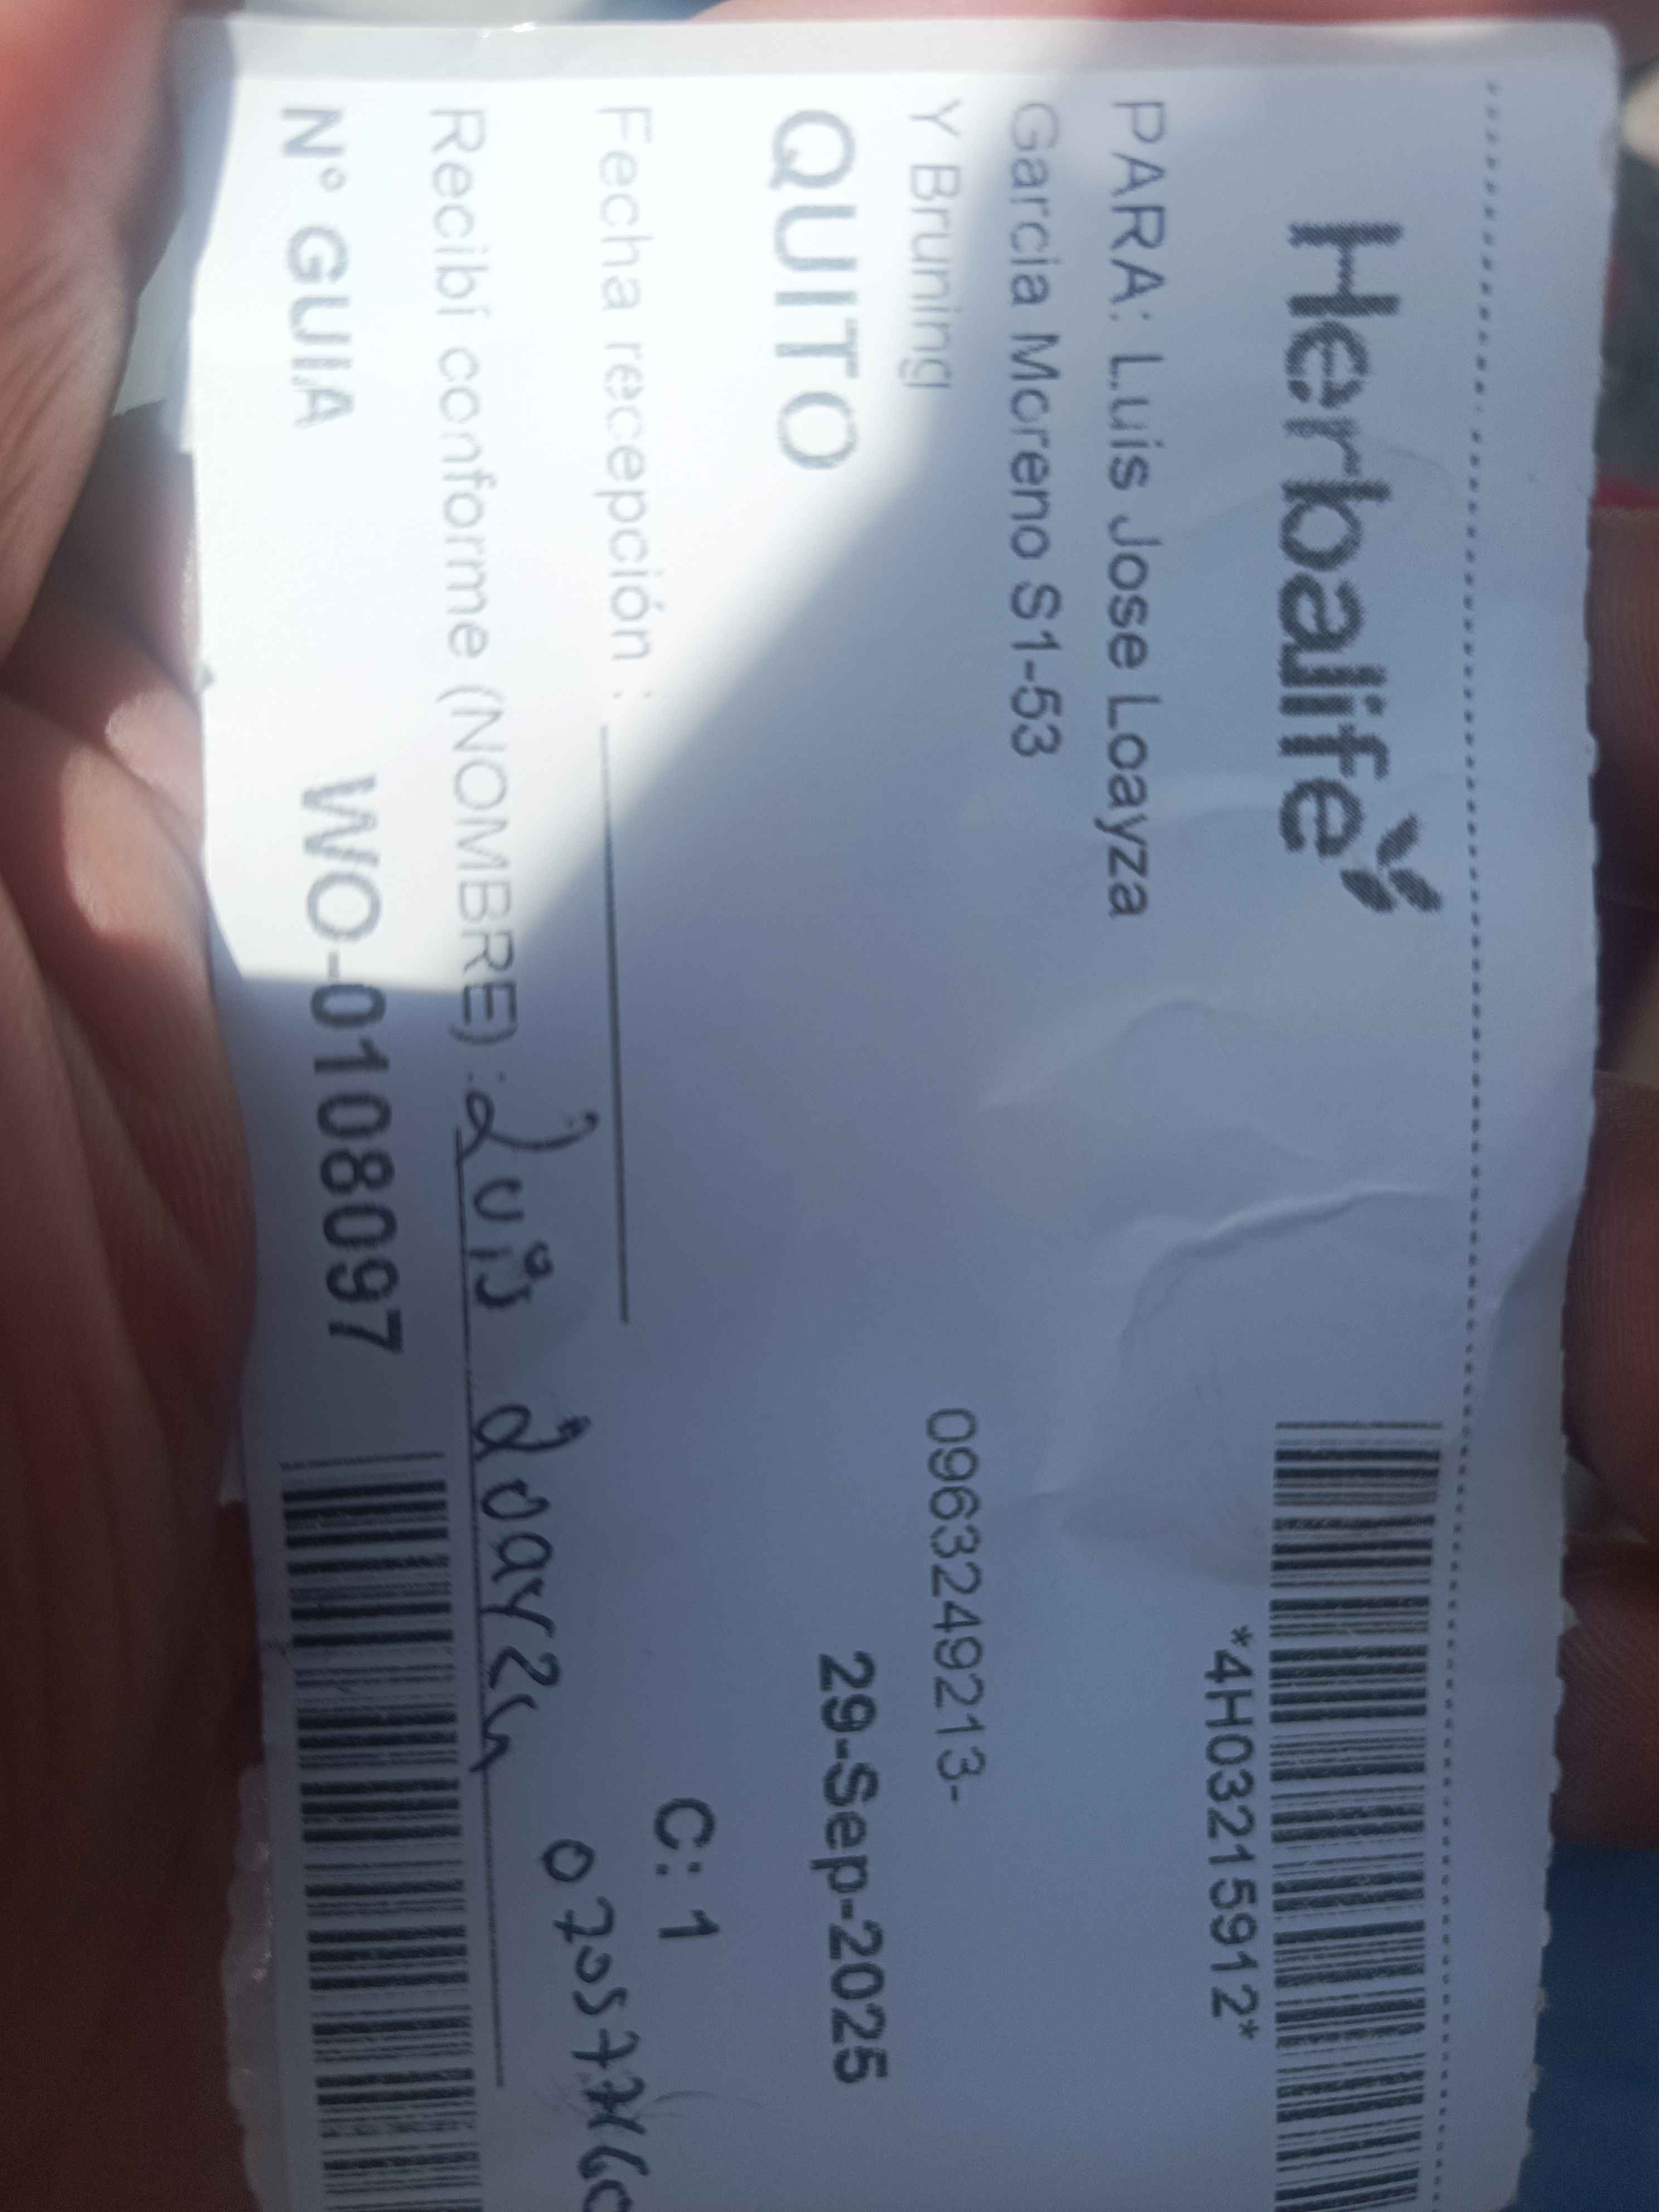 Herbalife
*4H03215912*
PARA: Luis Jose Loayza
Garcia Moreno S1-53
Y Bruning 0963249213-
QUITO 29-Sep-2025
C: 1
Fecha recepción :
Recibí conforme (NOMBRE) : Luis Loayza
N° GUIA WO-0108097